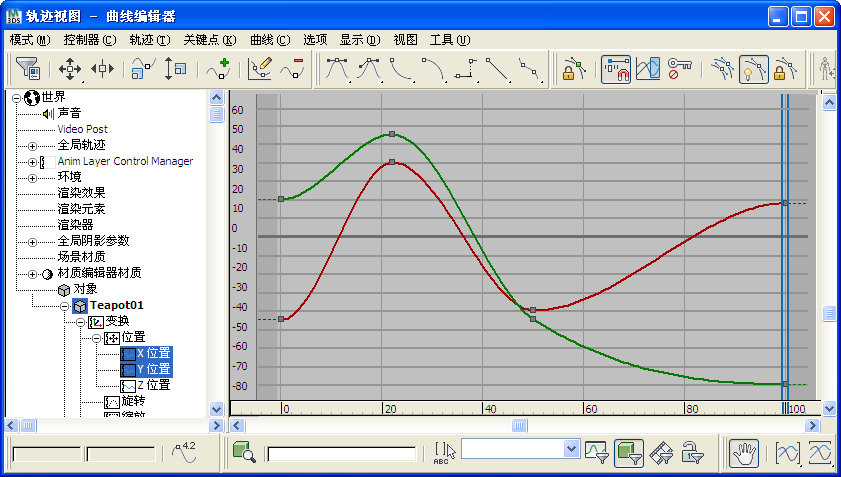 轨迹视图 - 曲线编辑器
模式(M) 控制器(C) 轨迹(T) 关键点(K) 曲线(C) 选项 显示(D) 视图 工具(U)
世界
声音
Video Post
全局轨迹
Anim Layer Control Manager
环境
渲染效果
渲染元素
渲染器
全局阴影参数
场景材质
材质编辑器材质
对象
Teapot01
变换
位置
X 位置
Y 位置
Z 位置
旋转
缩放
60
50
40
30
20
10
0
-10
-20
-30
-40
-50
-60
-70
-80
0 20 40 60 80 100
4.2
ABC